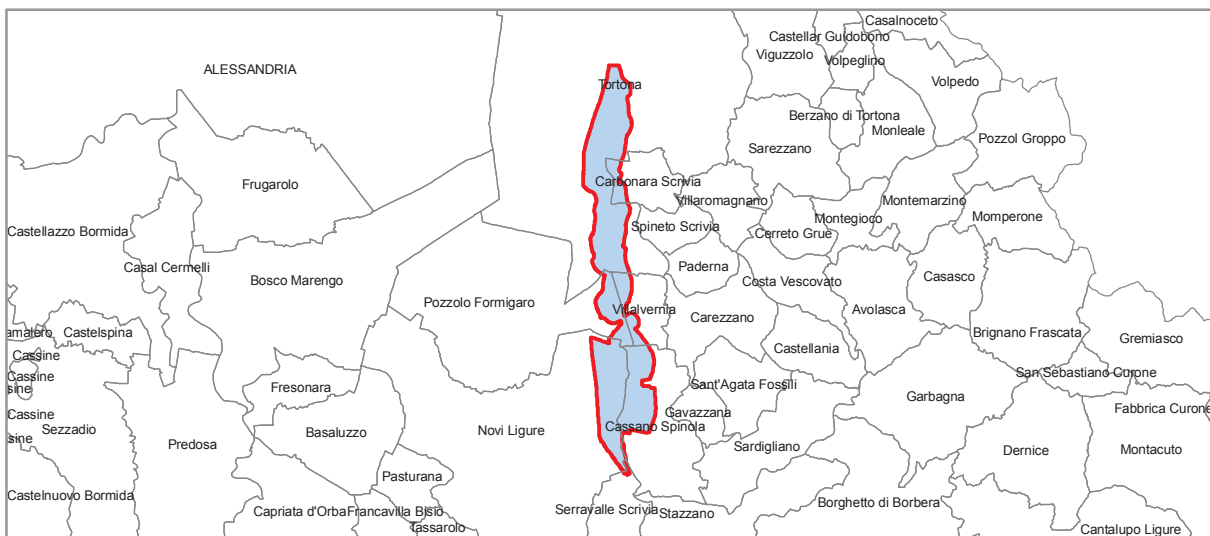 Casalnoceto
Castellar Guidobono
Viguzzolo
Volpeglino
ALESSANDRIA
Volpedo
Tortona
Berzano di Tortona
Monleale
Pozzol Groppo
Sarezzano
Frugarolo
Carbonara Scrivia
Villaromagnano
Montemarzino
Montegioco
Momperone
Castellazzo Bormida
Spineto Scrivia
Cerreto Grue
Casal Cermelli
Paderna
Bosco Marengo
Costa Vescovato
Casasco
Pozzolo Formigaro
Villalvernia
Carezzano
Avolasca
Castelspina
Brignano Frascata
Gremiasco
Cassine
Castellania
Cassine
San Sebastiano Curone
Fresonara
Sant'Agata Fossili
sine
Garbagna
Fabbrica Curone
Cassine
Gavazzana
Sezzadio
Basaluzzo
Novi Ligure
Cassano Spinola
sine
Predosa
Sardigliano
Dernice
Montacuto
Pasturana
Castelnuovo Bormida
Borghetto di Borbera
Capriata d'Orba
Francavilla Bisio
Serravalle Scrivia
Stazzano
Tassarolo
Cantalupo Ligure